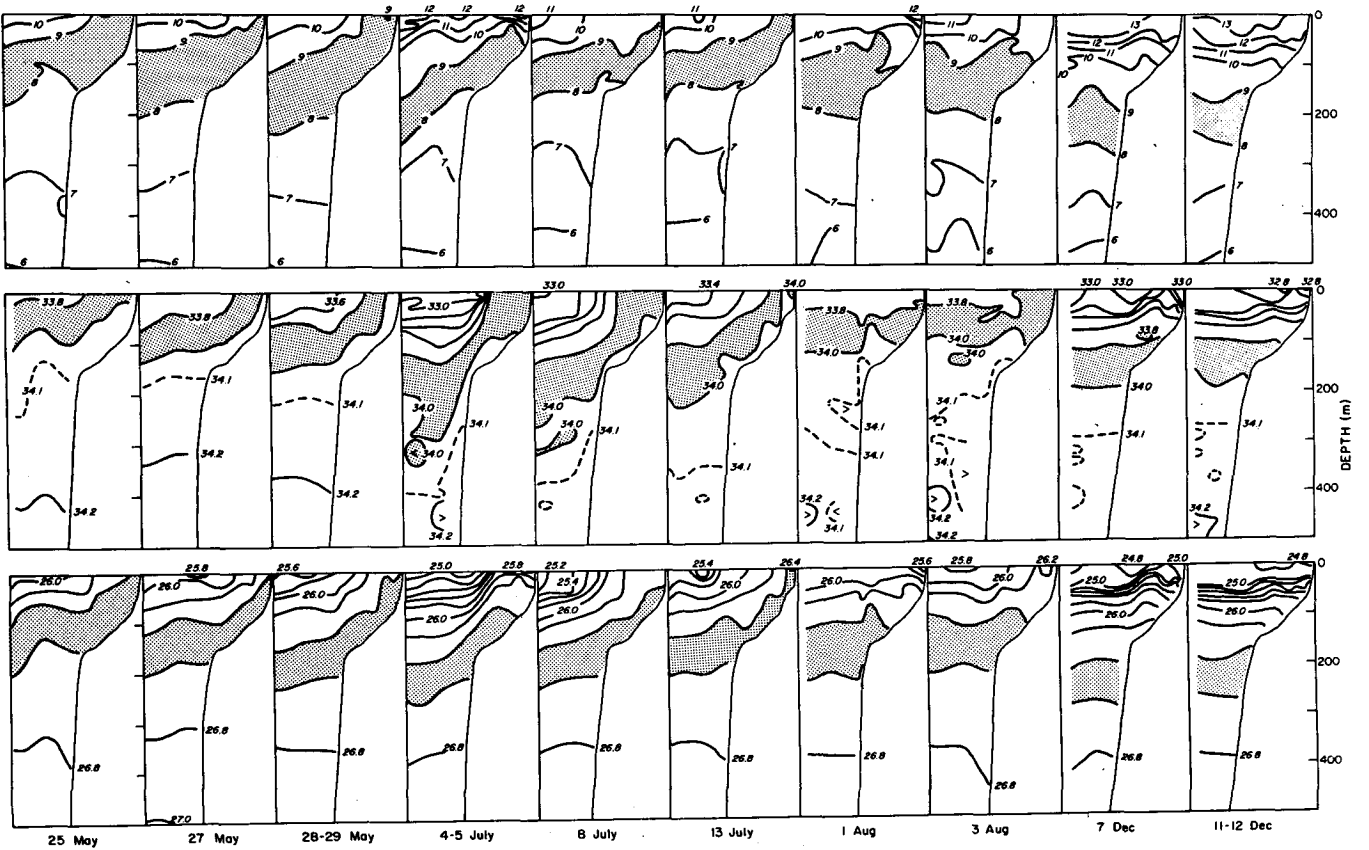 9 12 12 12 11 11 12 13 13
10 10 10 10 11 10 10 10 10 10 12 11 10 12 11 10
9 9 9 9 9 9 9 9 9 9
8 8 8 8 8 8 8 8 8 8
7 7 7 7 7 7 7 7 7 7
6 6 6 6 6 6 6 6 6
0
200
400
33.0 33.4 34.0 33.0 33.0 33.0 32.8 32.8
33.8 33.8 33.6 33.0 33.8 33.8 33.8
34.0 34.0 34.0 34.0 34.0 34.0 34.0 34.0 34.0
34.1 34.1 34.1 34.1 34.1 34.1 34.1 34.1 34.1 34.1 34.1 34.1 34.1
34.2 34.2 34.2 34.2 34.2 34.2 34.2 34.2
0
200
400
DEPTH (m)
25.8 25.6 25.0 25.8 25.2 25.4 26.4 25.6 25.8 26.2 24.8 25.0 24.8
26.0 26.0 26.0 26.0 25.4 26.0 26.0 26.0 26.0 25.0 26.0 25.0 26.0
26.8 26.8 26.8 26.8 26.8 26.8 26.8 26.8 26.8 26.8
27.0
0
200
400
25 May 27 May 28-29 May 4-5 July 8 July 13 July 1 Aug 3 Aug 7 Dec 11-12 Dec